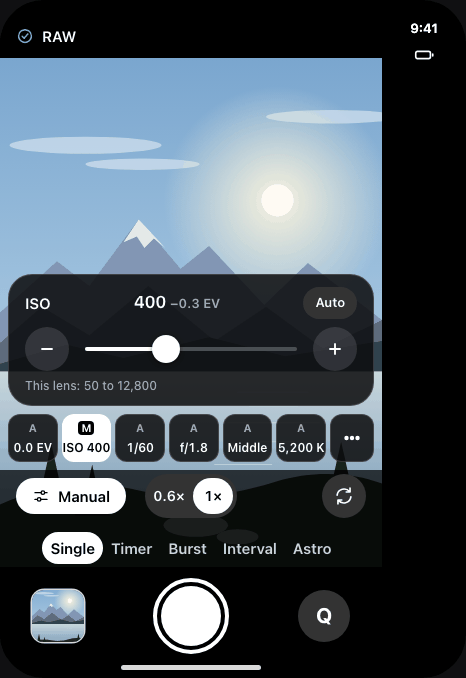 RAW
9:41
ISO
400 −0.3 EV
Auto
This lens: 50 to 12,800
A
0.0 EV
M
ISO 400
A
1/60
A
f/1.8
A
Middle
A
5,200 K
Manual
0.6×
1×
Single
Timer
Burst
Interval
Astro
Q